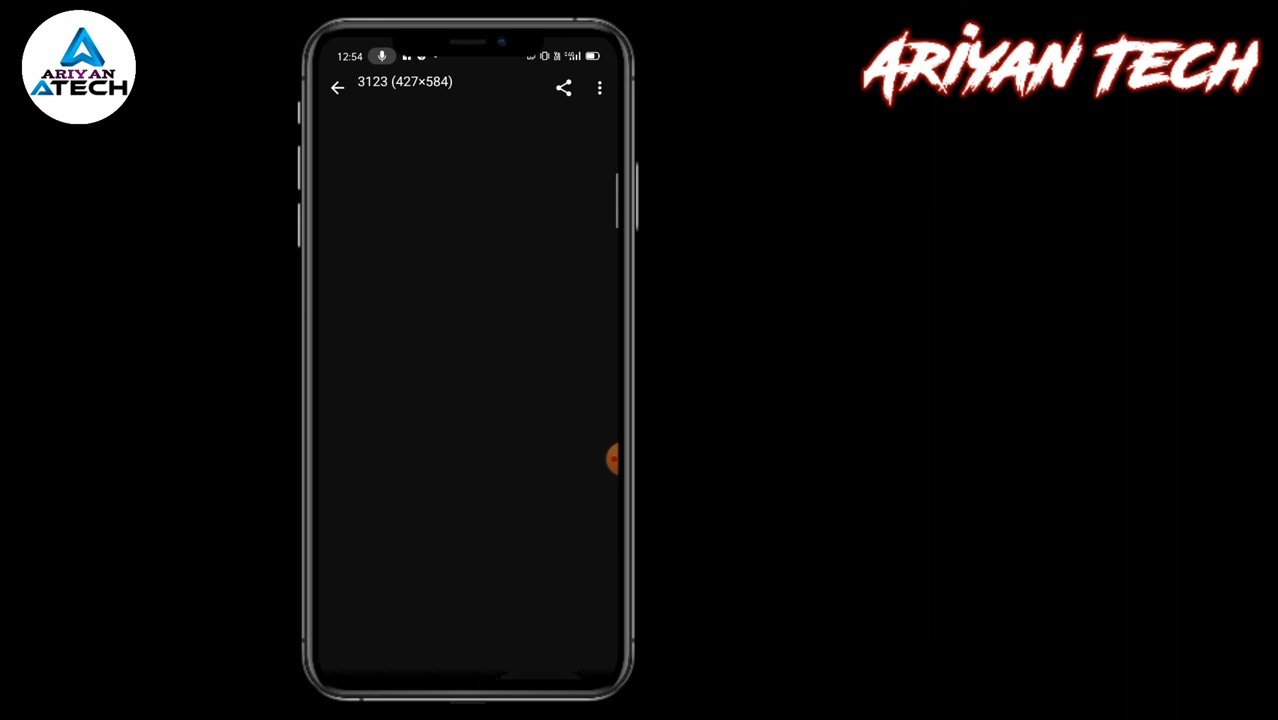 ARIYAN
ATECH
ARIYAN TECH
12:54
3123 (427×584)